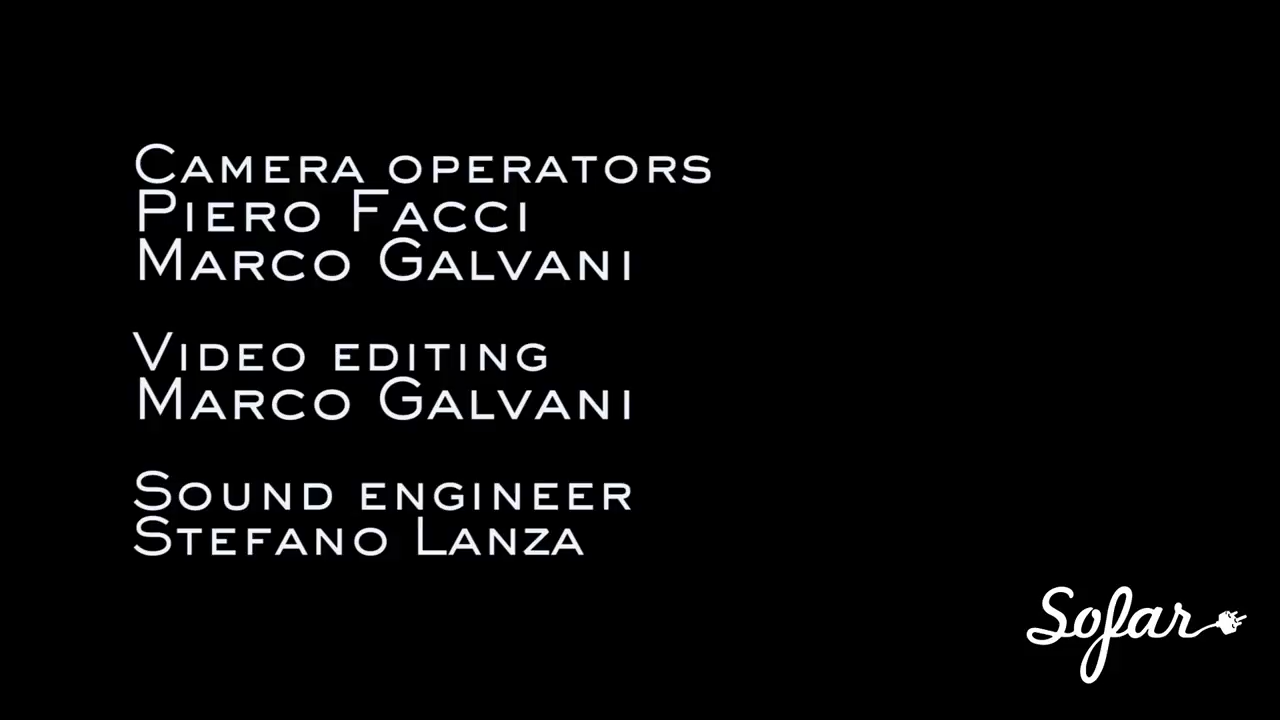 Camera operators
Piero Facci
Marco Galvani
Video editing
Marco Galvani
Sound engineer
Stefano Lanza
Sofar